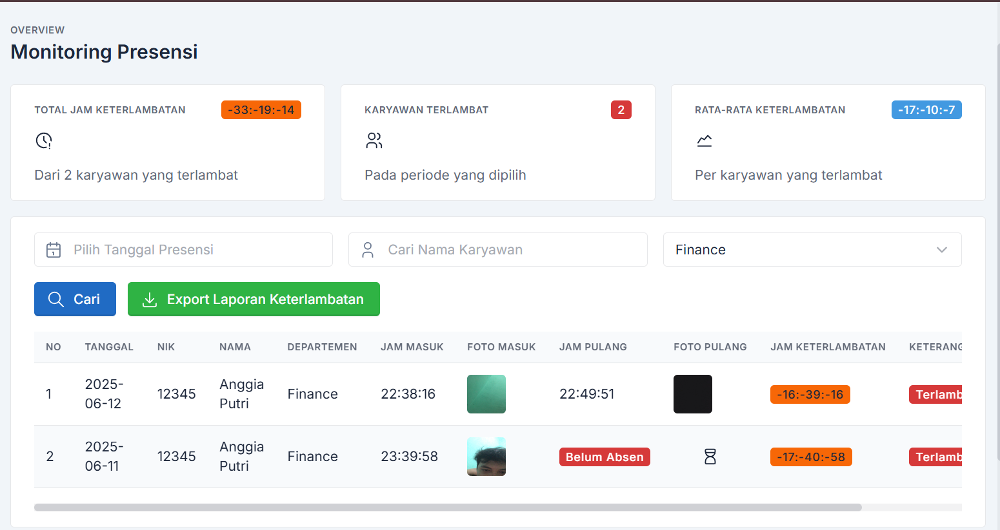 OVERVIEW
Monitoring Presensi
TOTAL JAM KETERLAMBATAN -33:-19:-14
Dari 2 karyawan yang terlambat
KARYAWAN TERLAMBAT 2
Pada periode yang dipilih
RATA-RATA KETERLAMBATAN -17:-10:-7
Per karyawan yang terlambat
Pilih Tanggal Presensi
Cari Nama Karyawan
Finance
Cari
Export Laporan Keterlambatan
NO TANGGAL NIK NAMA DEPARTEMEN JAM MASUK FOTO MASUK JAM PULANG FOTO PULANG JAM KETERLAMBATAN KETERANG
1 2025-06-12 12345 Anggia Putri Finance 22:38:16 22:49:51 -16:-39:-16 Terlamb
2 2025-06-11 12345 Anggia Putri Finance 23:39:58 Belum Absen -17:-40:-58 Terlamb